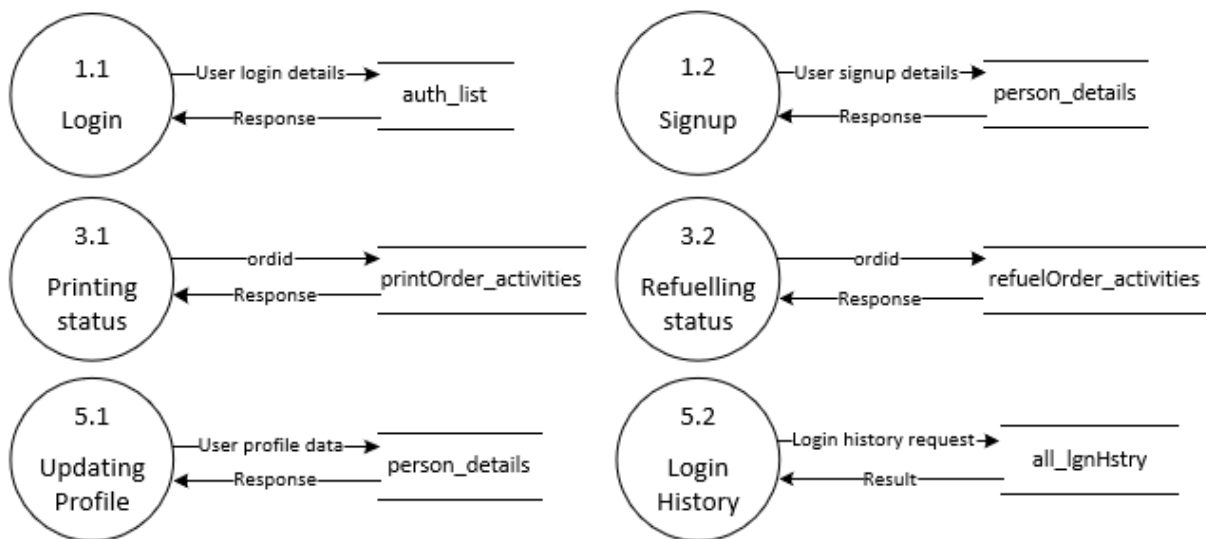 1.1
Login
User login details
Response
auth_list
1.2
Signup
User signup details
Response
person_details
3.1
Printing
status
ordid
Response
printOrder_activities
3.2
Refuelling
status
ordid
Response
refuelOrder_activities
5.1
Updating
Profile
User profile data
Response
person_details
5.2
Login
History
Login history request
Result
all_lgnHstry